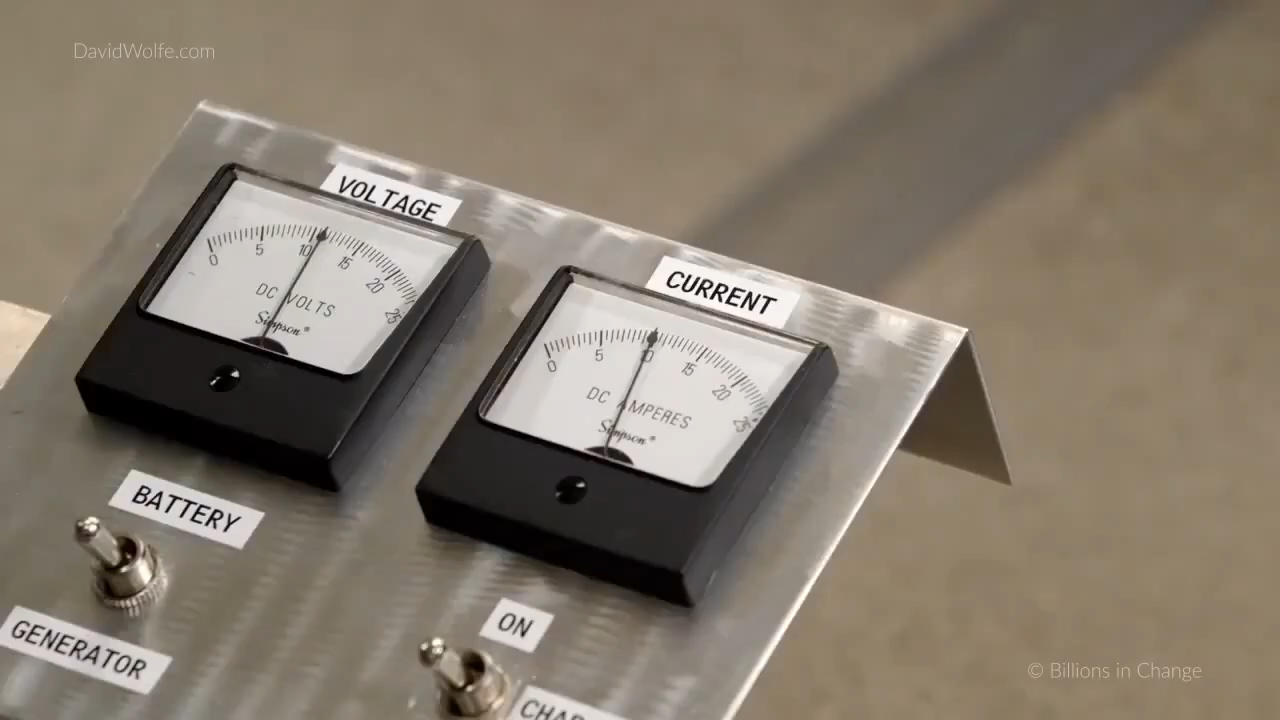 DavidWolfe.com
VOLTAGE
0 5 10 15 20 25
DC VOLTS
Simpson®
CURRENT
0 5 10 15 20 25
DC AMPERES
Simpson®
BATTERY
GENERATOR
ON
© Billions in Change